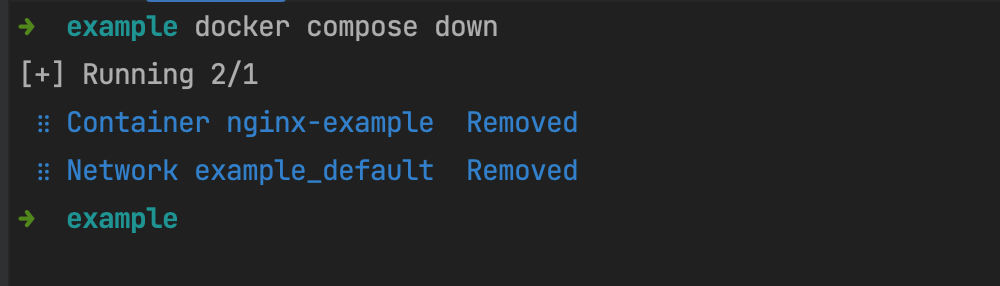 ➜ example docker compose down
[+] Running 2/1
⠿ Container nginx-example Removed
⠿ Network example_default Removed
➜ example